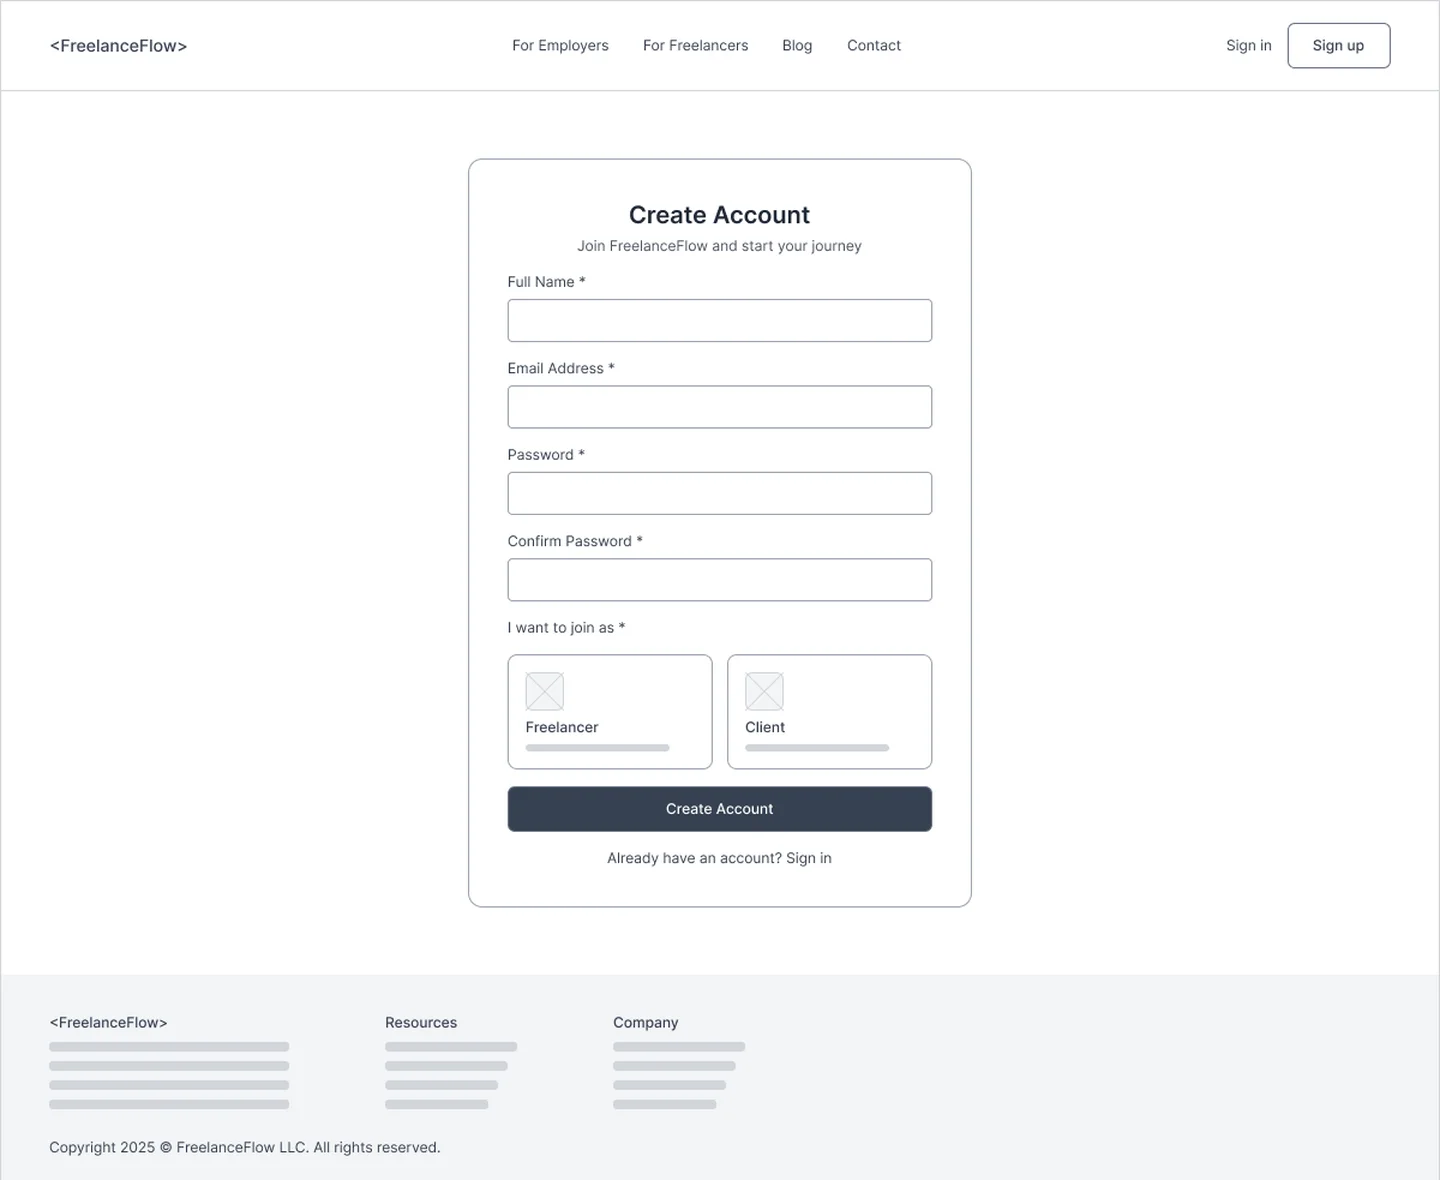 <FreelanceFlow>
For Employers
For Freelancers
Blog
Contact
Sign in
Sign up
Create Account
Join FreelanceFlow and start your journey
Full Name *
Email Address *
Password *
Confirm Password *
I want to join as *
Freelancer
Client
Create Account
Already have an account? Sign in
<FreelanceFlow>
Resources
Company
Copyright 2025 © FreelanceFlow LLC. All rights reserved.